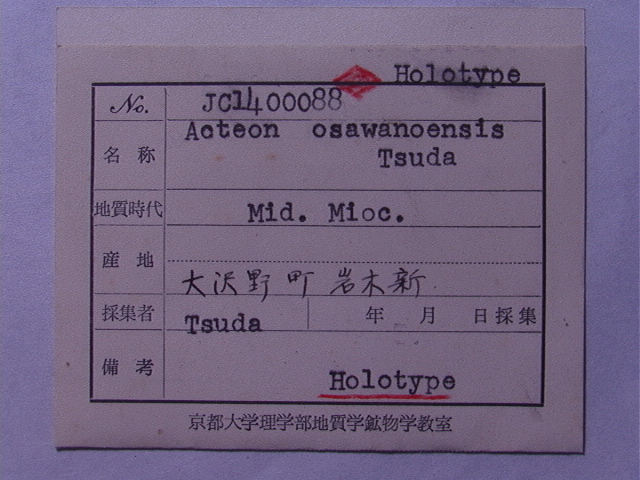 Holotype
No. JC1400088
Acteon osawanoensis
名称 Tsuda
地質時代 Mid. Mioc.
産地
大沢野町 岩木新
採集者 Tsuda 年 月 日採集
備考 Holotype
京都大学理学部地質学鉱物学教室